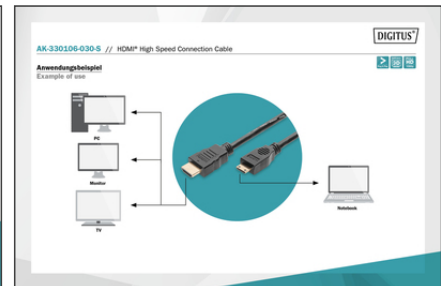 DIGITUS®
AK-330106-030-S // HDMI® High Speed Connection Cable
Anwendungsbeispiel
Example of use
PC
Monitor
TV
Notebook